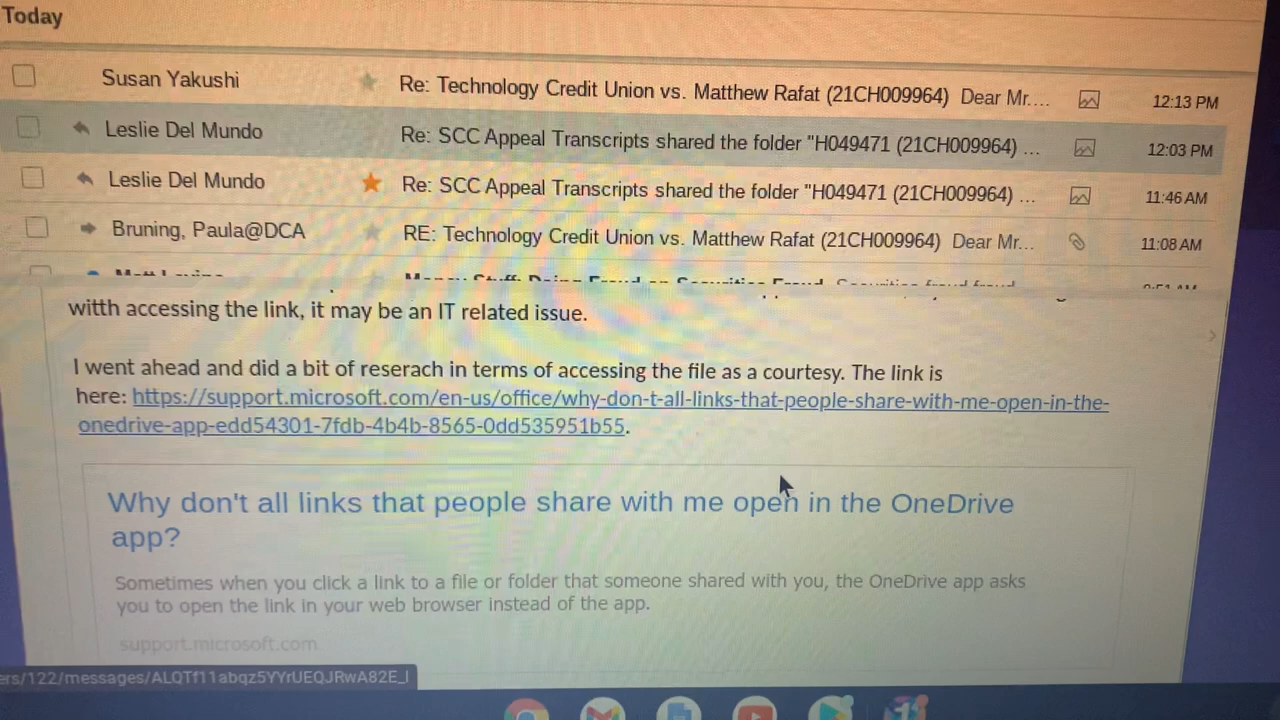 Today
Susan Yakushi Re: Technology Credit Union vs. Matthew Rafat (21CH009964) Dear Mr.... 12:13 PM
Leslie Del Mundo Re: SCC Appeal Transcripts shared the folder "H049471 (21CH009964) ... 12:03 PM
Leslie Del Mundo Re: SCC Appeal Transcripts shared the folder "H049471 (21CH009964) ... 11:46 AM
Bruning, Paula@DCA RE: Technology Credit Union vs. Matthew Rafat (21CH009964) Dear Mr... 11:08 AM
witth accessing the link, it may be an IT related issue.
I went ahead and did a bit of reserach in terms of accessing the file as a courtesy. The link is
here: https://support.microsoft.com/en-us/office/why-don-t-all-links-that-people-share-with-me-open-in-the-
onedrive-app-edd54301-7fdb-4b4b-8565-0dd535951b55.
Why don't all links that people share with me open in the OneDrive
app?
Sometimes when you click a link to a file or folder that someone shared with you, the OneDrive app asks
you to open the link in your web browser instead of the app.
support.microsoft.com
ers/122/messages/ALQTf11abqz5YYrUEQJRwA82E_I